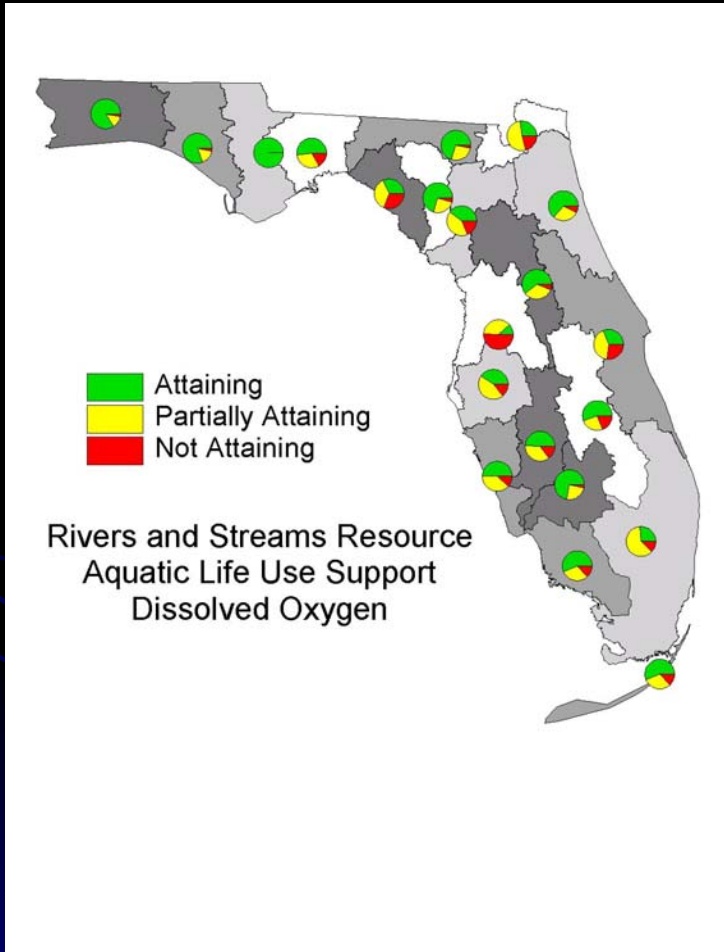 Attaining
Partially Attaining
Not Attaining
Rivers and Streams Resource
Aquatic Life Use Support
Dissolved Oxygen